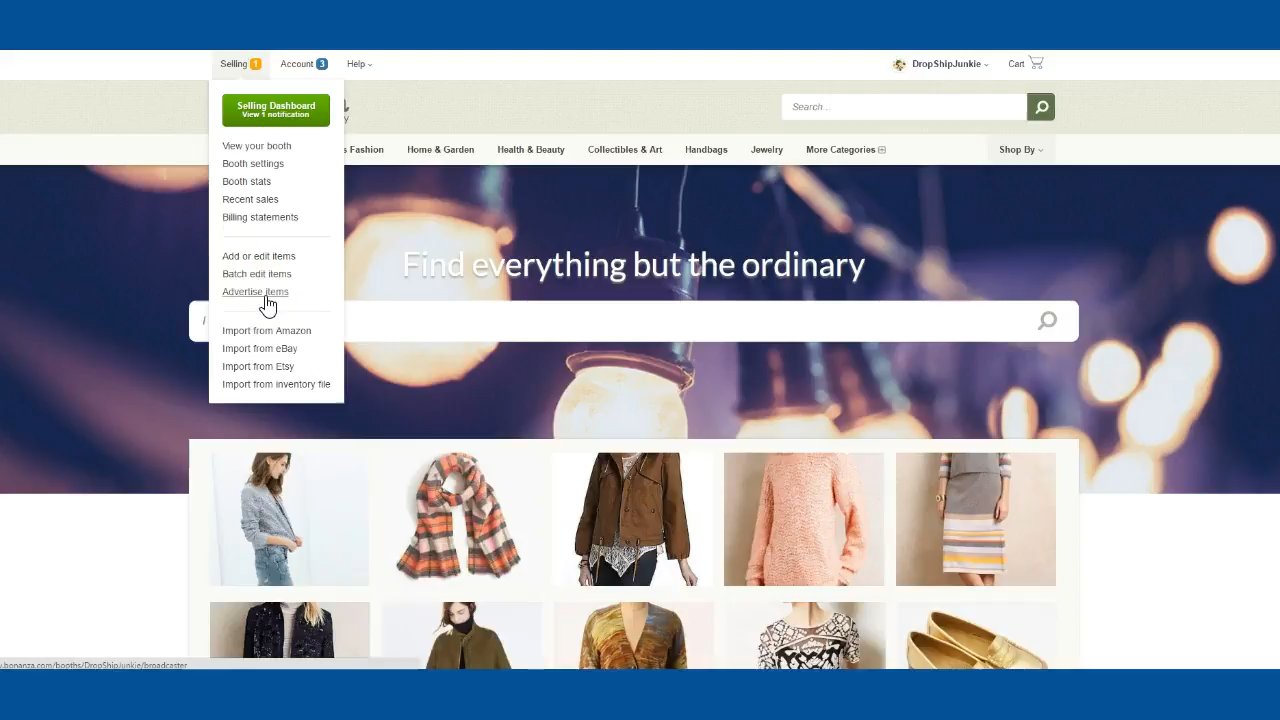 Selling 1
Account 3
Help
DropShipJunkie
Cart
Selling Dashboard
View 1 notification
Search...
View your booth
Booth settings
Booth stats
Recent sales
Billing statements
Add or edit items
Batch edit items
Advertise items
Import from Amazon
Import from eBay
Import from Etsy
Import from inventory file
s Fashion
Home & Garden
Health & Beauty
Collectibles & Art
Handbags
Jewelry
More Categories
Shop By
Find everything but the ordinary
I
.bonanza.com/booths/DropShipJunkie/broadcaster